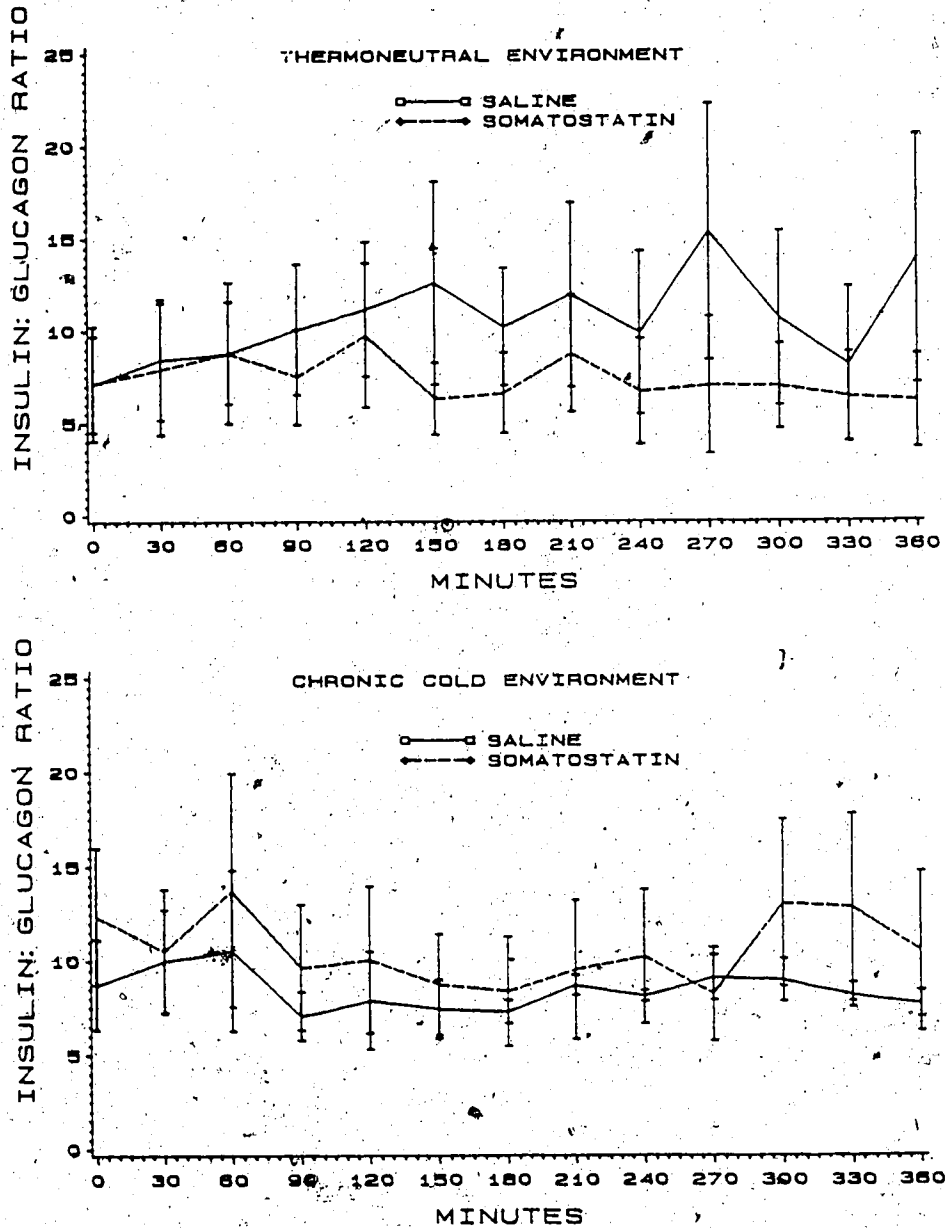 THERMONEUTRAL ENVIRONMENT
SALINE
SOMATOSTATIN
INSULIN: GLUCAGON RATIO
25
20
15
10
5
0
0 30 60 90 120 150 180 210 240 270 300 330 360
MINUTES
CHRONIC COLD ENVIRONMENT
SALINE
SOMATOSTATIN
INSULIN: GLUCAGON RATIO
25
20
15
10
5
0
0 30 60 90 120 150 180 210 240 270 300 330 360
MINUTES